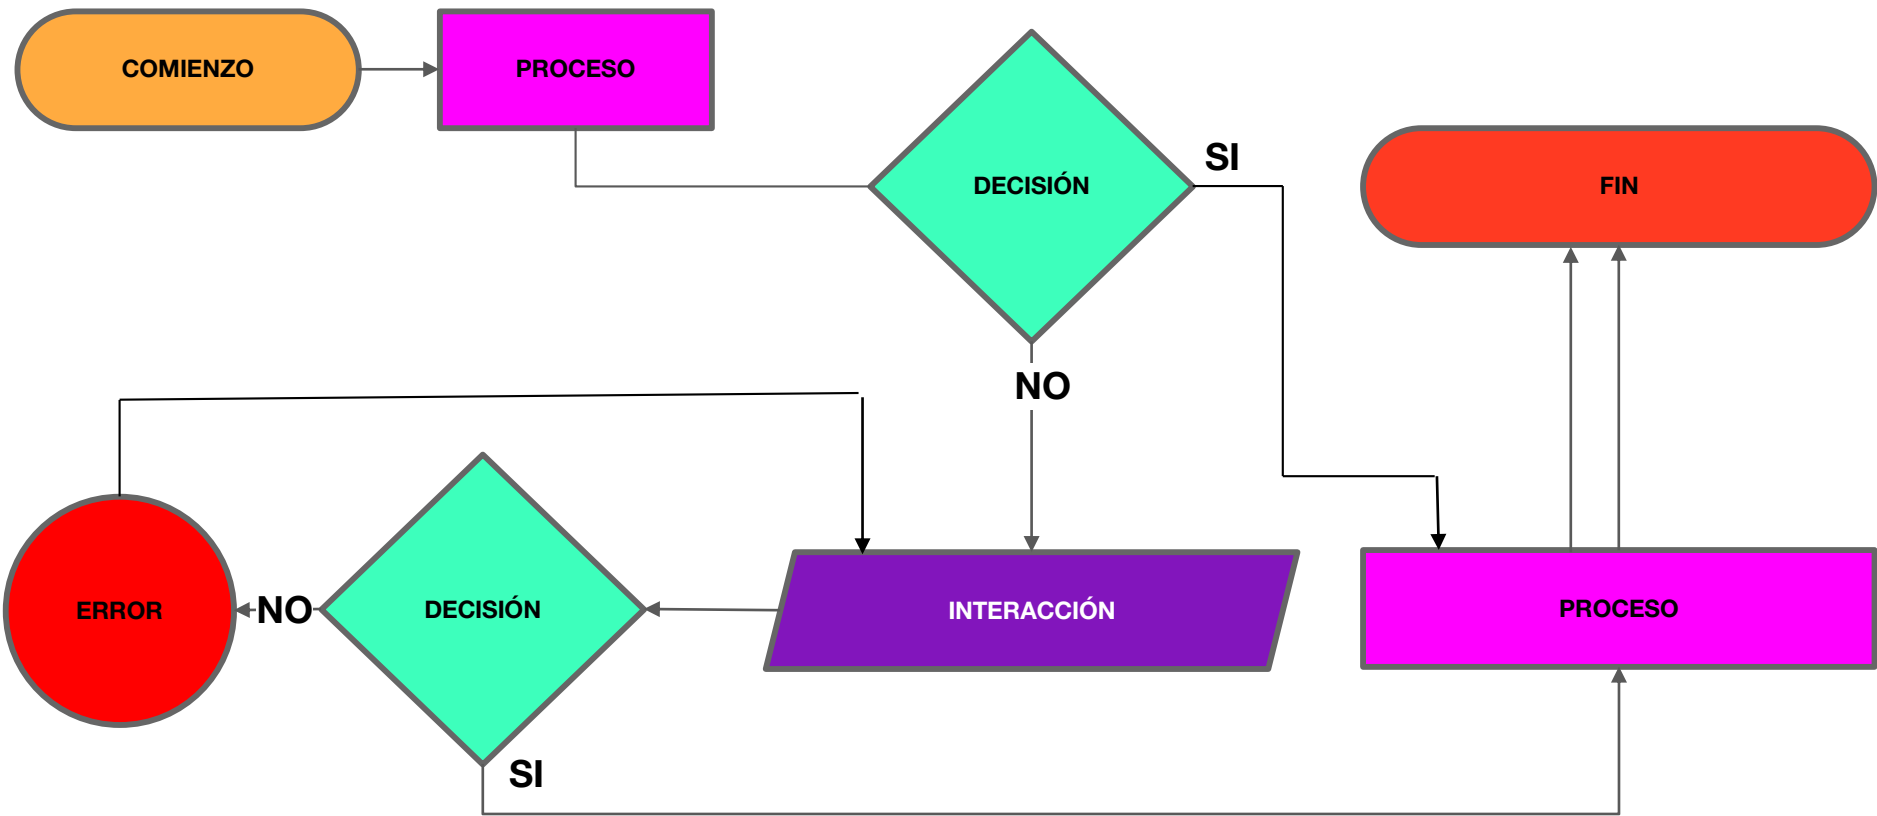 COMIENZO
PROCESO
DECISIÓN
SI
FIN
NO
ERROR
NO
DECISIÓN
INTERACCIÓN
PROCESO
SI